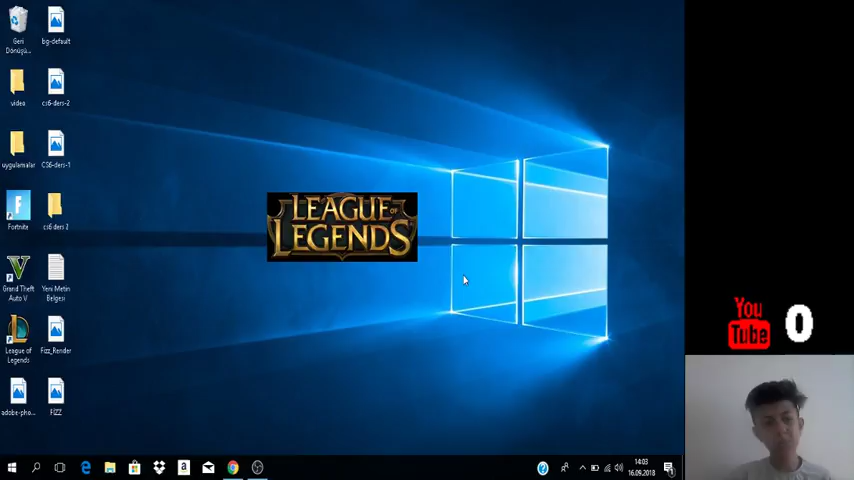 Geri
Dönüşü...
bg-default
video
cs6-ders-2
uygulamalar
CS6-ders-1
Fortnite
cs6 ders 2
Grand Theft
Auto V
Yeni Metin
Belgesi
League of
Legends
Fizz_Render
adobe-pho...
FIZZ
LEAGUE OF
LEGENDS
You
Tube
0
14:03
16.09.2018